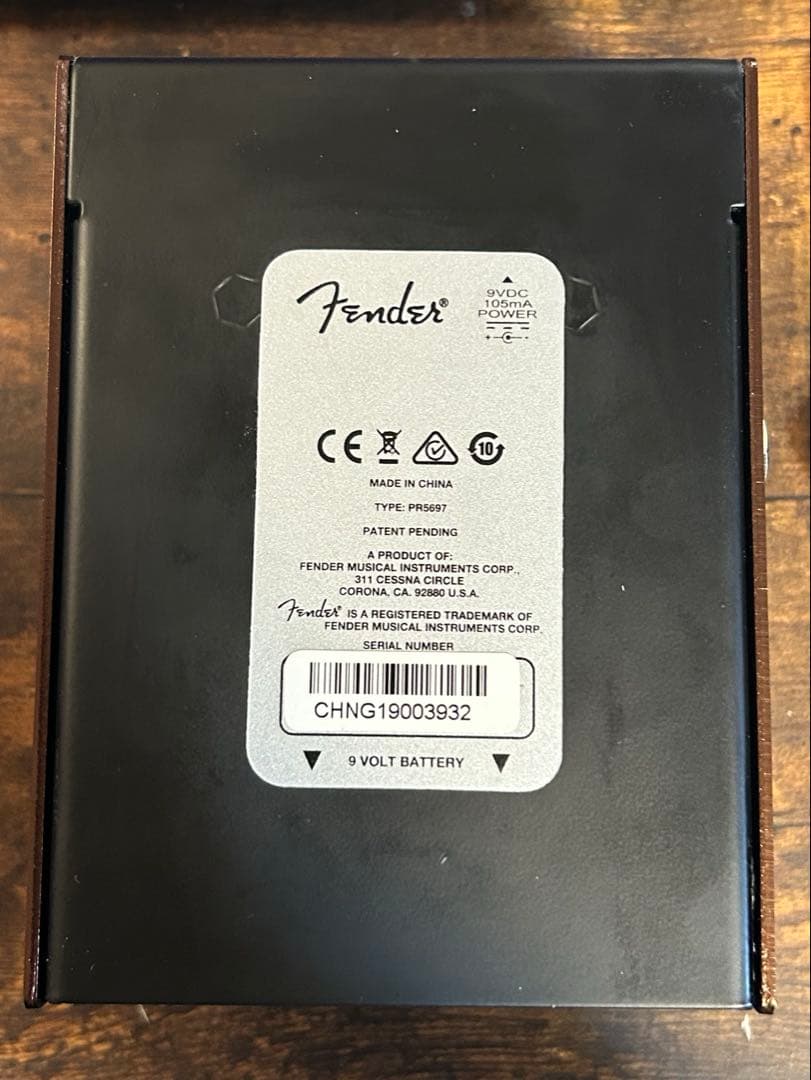 Fender®
9VDC
105mA
POWER
+ -
CE
10
MADE IN CHINA
TYPE: PR5697
PATENT PENDING
A PRODUCT OF:
FENDER MUSICAL INSTRUMENTS CORP.,
311 CESSNA CIRCLE
CORONA, CA. 92880 U.S.A.
Fender® IS A REGISTERED TRADEMARK OF
FENDER MUSICAL INSTRUMENTS CORP.
SERIAL NUMBER
CHNG19003932
9 VOLT BATTERY